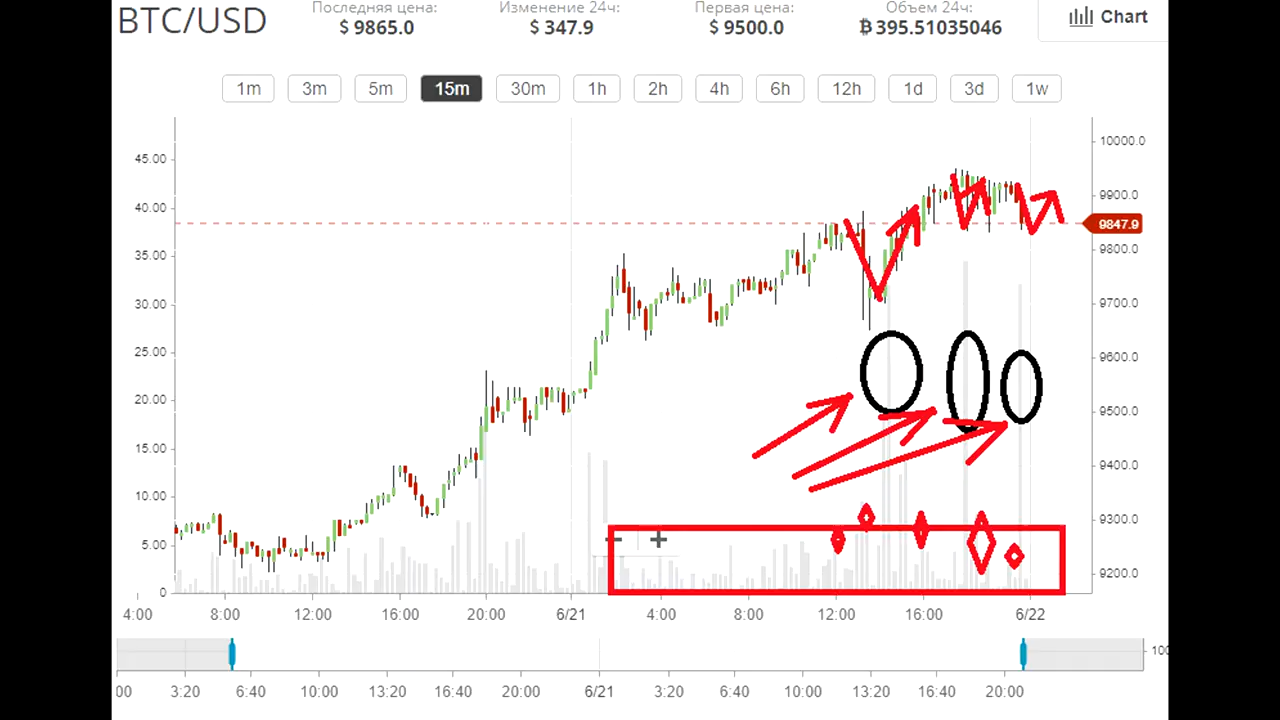 BTC/USD
Последняя цена:
$ 9865.0
Изменение 24ч:
$ 347.9
Первая цена:
$ 9500.0
Объем 24ч:
₿ 395.51035046
Chart
1m 3m 5m 15m 30m 1h 2h 4h 6h 12h 1d 3d 1w
45.00
40.00
35.00
30.00
25.00
20.00
15.00
10.00
5.00
0
10000.0
9900.0
9847.9
9800.0
9700.0
9600.0
9500.0
9400.0
9300.0
9200.0
4:00 8:00 12:00 16:00 20:00 6/21 4:00 8:00 12:00 16:00 6/22
100
:00 3:20 6:40 10:00 13:20 16:40 20:00 6/21 3:20 6:40 10:00 13:20 16:40 20:00